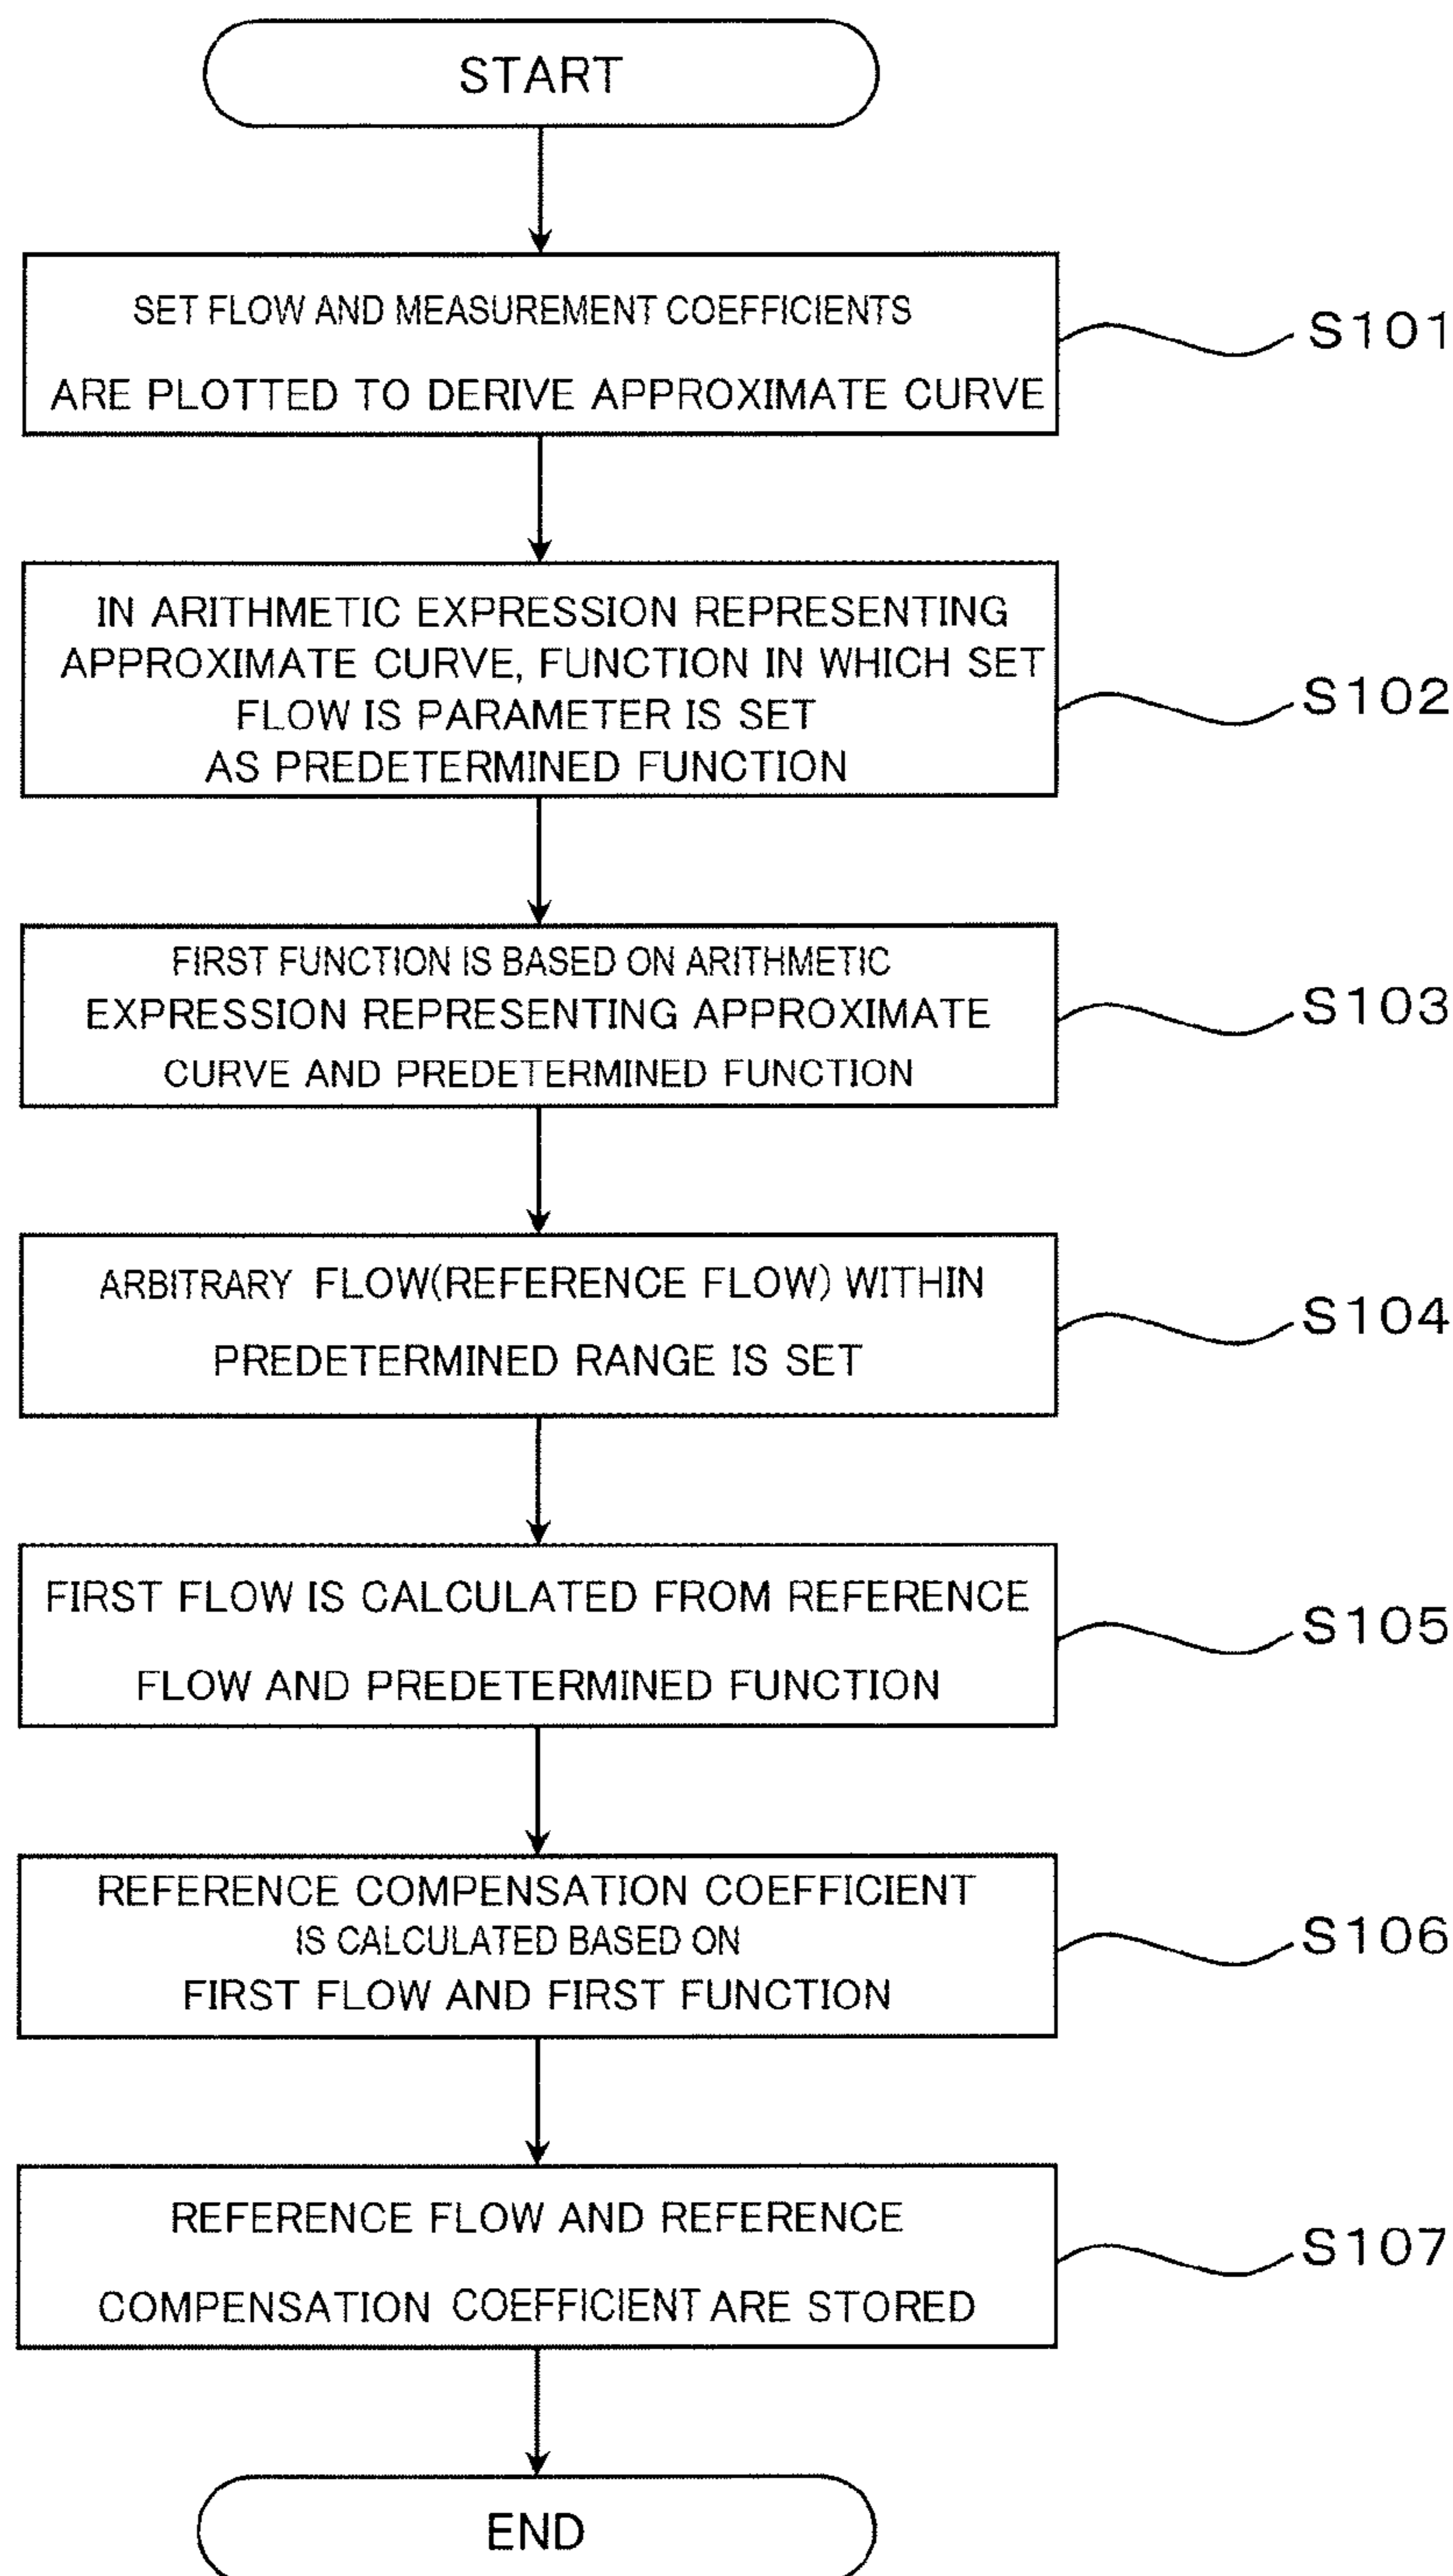 START
SET FLOW AND MEASUREMENT COEFFICIENTS
ARE PLOTTED TO DERIVE APPROXIMATE CURVE
S101
IN ARITHMETIC EXPRESSION REPRESENTING
APPROXIMATE CURVE, FUNCTION IN WHICH SET
FLOW IS PARAMETER IS SET
AS PREDETERMINED FUNCTION
S102
FIRST FUNCTION IS BASED ON ARITHMETIC
EXPRESSION REPRESENTING APPROXIMATE
CURVE AND PREDETERMINED FUNCTION
S103
ARBITRARY FLOW(REFERENCE FLOW) WITHIN
PREDETERMINED RANGE IS SET
S104
FIRST FLOW IS CALCULATED FROM REFERENCE
FLOW AND PREDETERMINED FUNCTION
S105
REFERENCE COMPENSATION COEFFICIENT
IS CALCULATED BASED ON
FIRST FLOW AND FIRST FUNCTION
S106
REFERENCE FLOW AND REFERENCE
COMPENSATION COEFFICIENT ARE STORED
S107
END